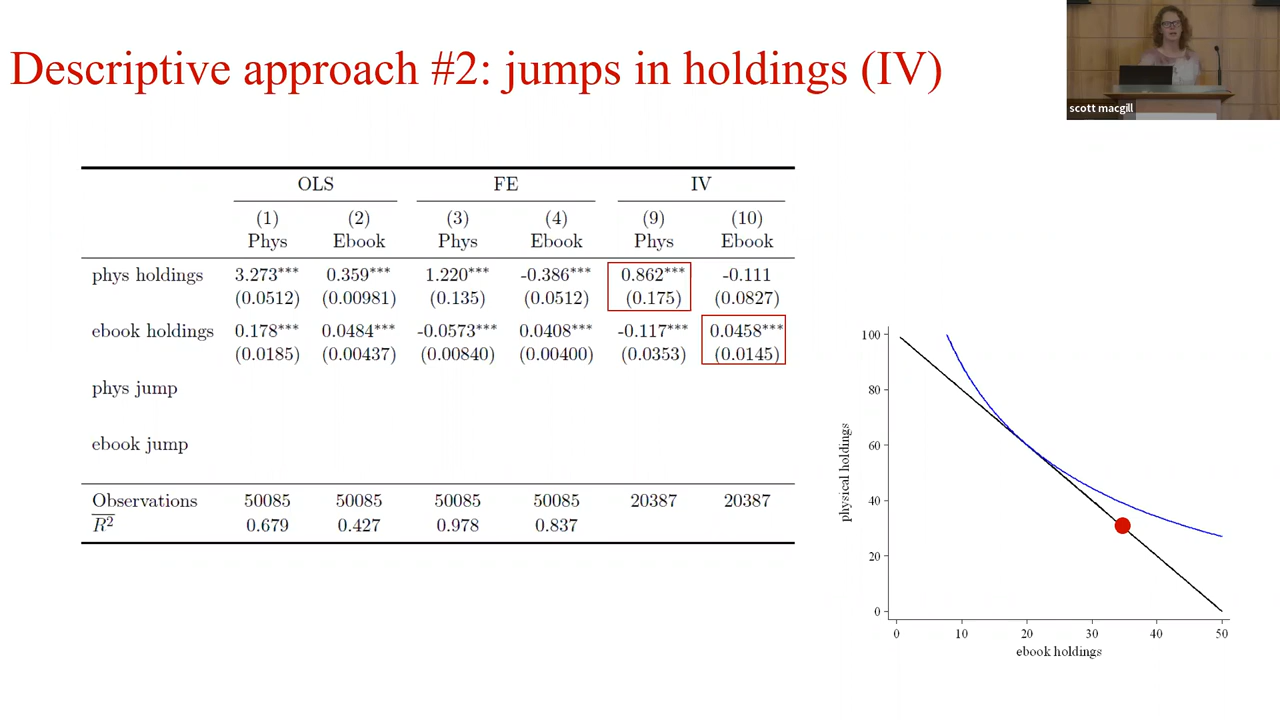 Descriptive approach #2: jumps in holdings (IV)
scott macgill
OLS FE IV
(1) (2) (3) (4) (9) (10)
Phys Ebook Phys Ebook Phys Ebook
phys holdings 3.273*** 0.359*** 1.220*** -0.386*** 0.862*** -0.111
(0.0512) (0.00981) (0.135) (0.0512) (0.175) (0.0827)
ebook holdings 0.178*** 0.0484*** -0.0573*** 0.0408*** -0.117*** 0.0458***
(0.0185) (0.00437) (0.00840) (0.00400) (0.0353) (0.0145)
phys jump
ebook jump
Observations 50085 50085 50085 50085 20387 20387
R² 0.679 0.427 0.978 0.837
physical holdings
100
80
60
40
20
0
0 10 20 30 40 50
ebook holdings